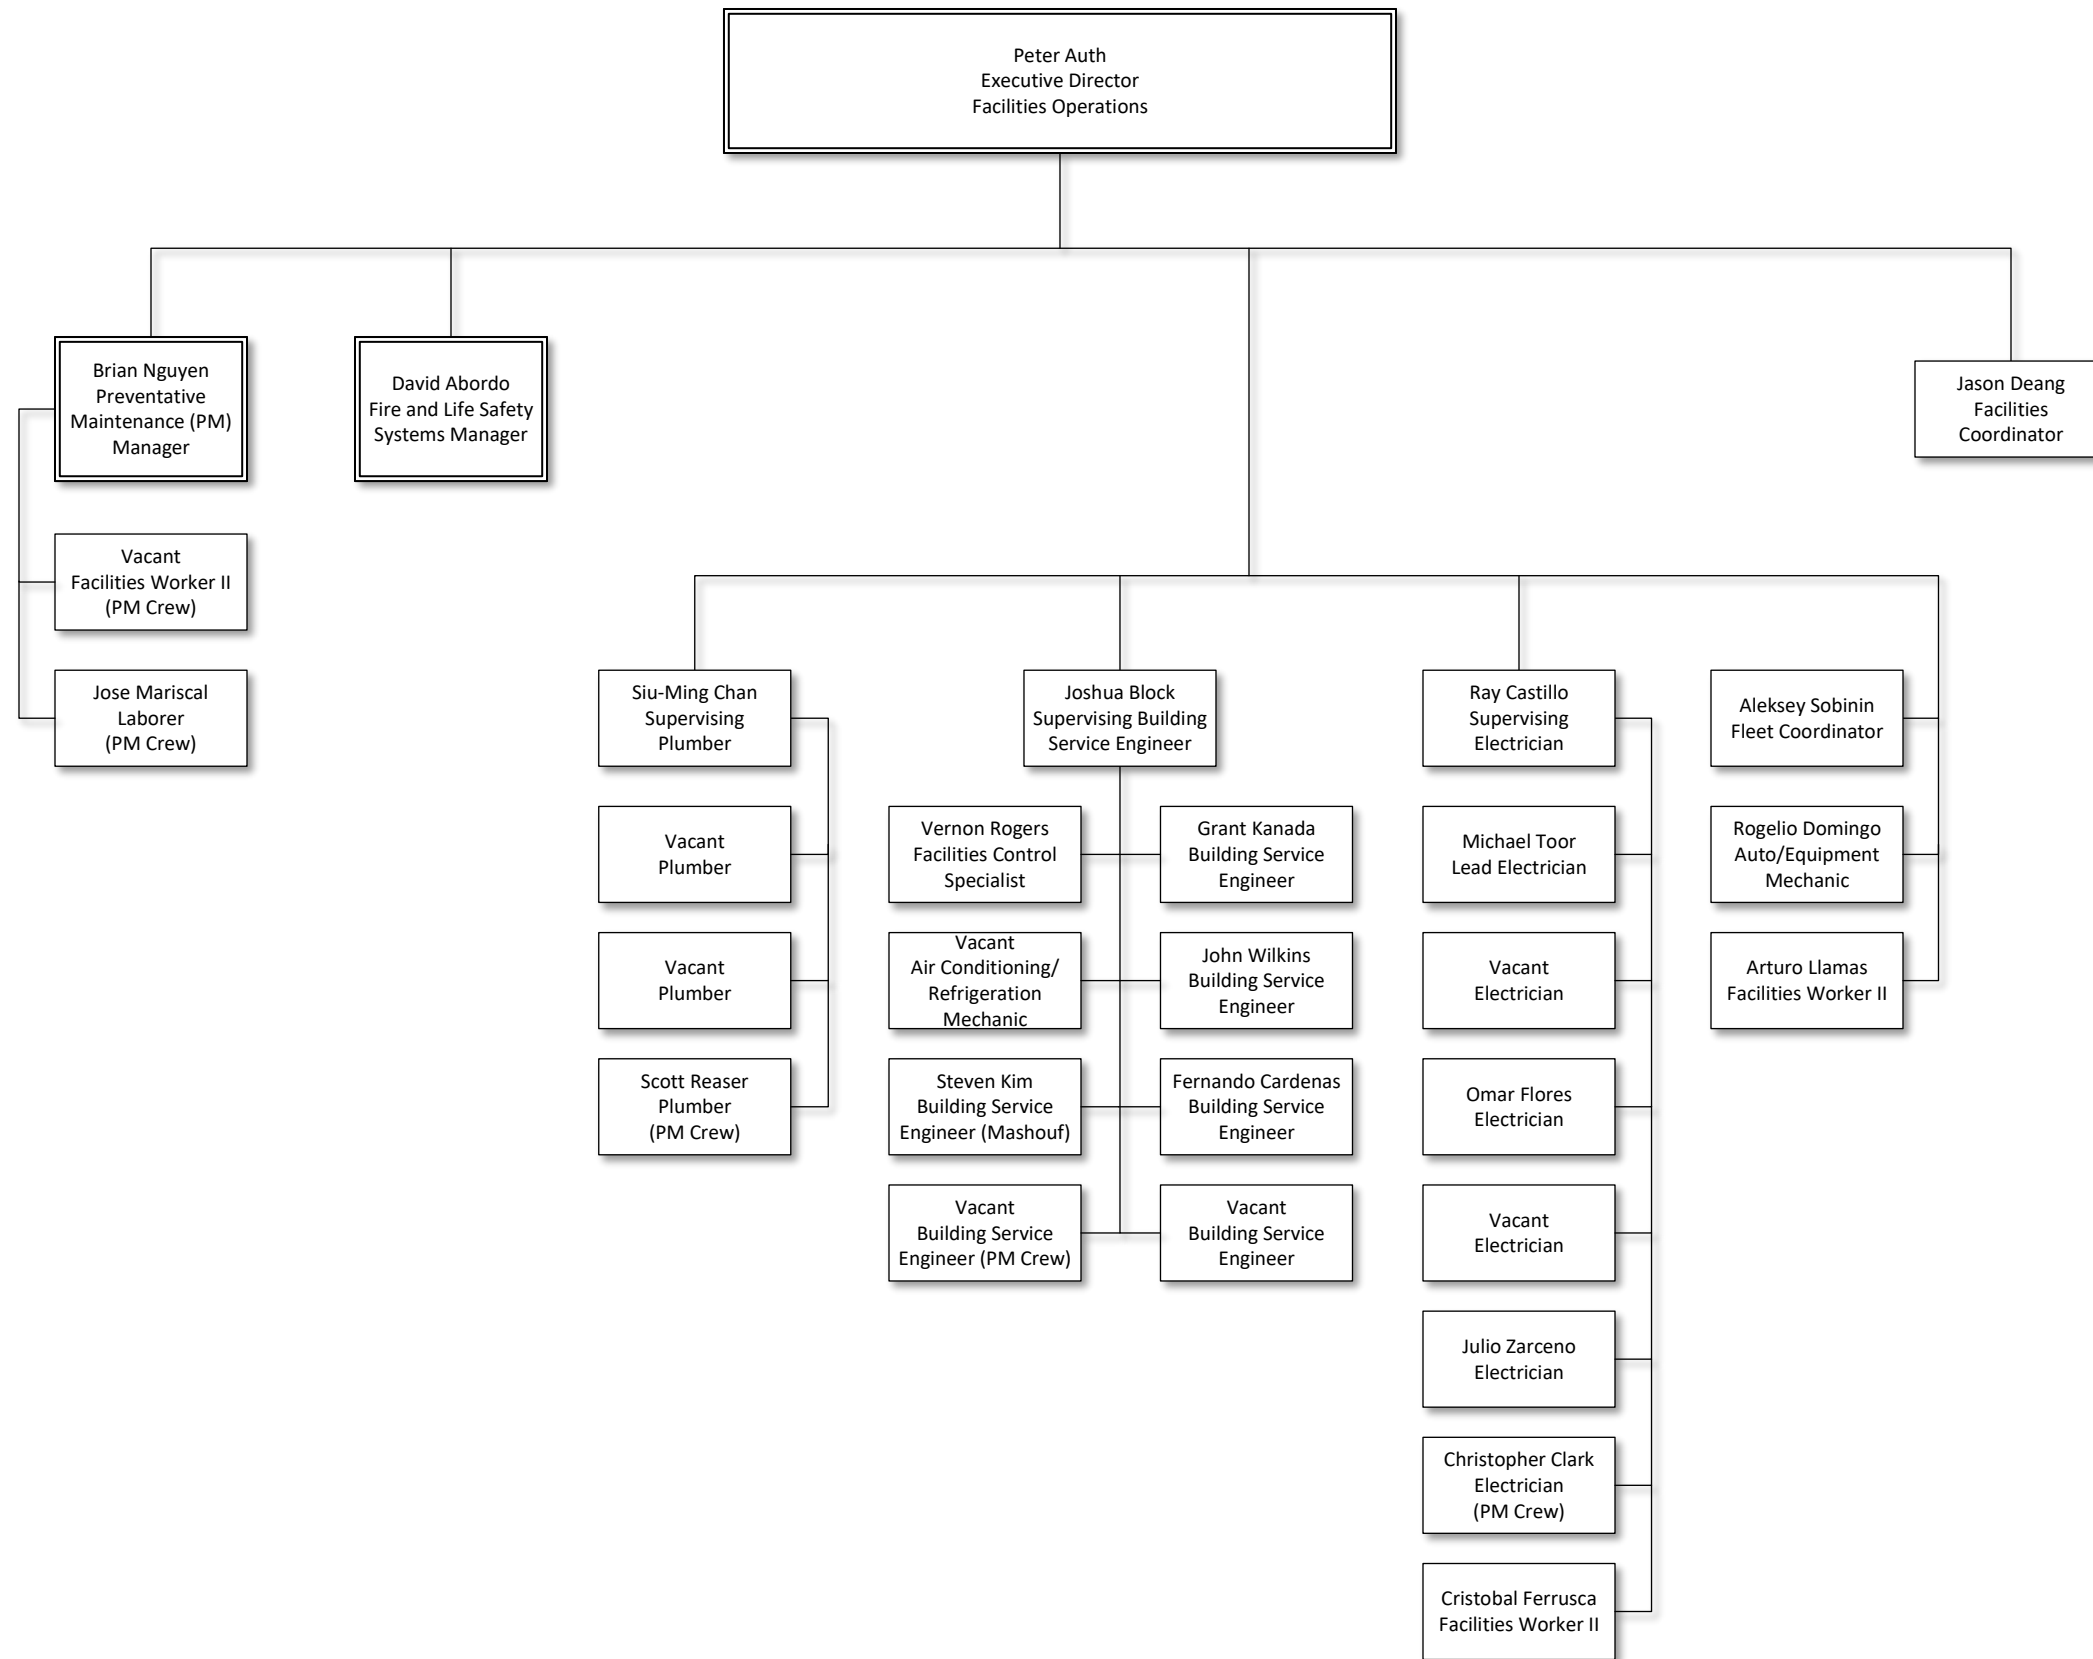 Peter Auth
Executive Director
Facilities Operations
Brian Nguyen
Preventative
Maintenance (PM)
Manager
David Abordo
Fire and Life Safety
Systems Manager
Jason Deang
Facilities
Coordinator
Vacant
Facilities Worker II
(PM Crew)
Jose Mariscal
Laborer
(PM Crew)
Siu-Ming Chan
Supervising
Plumber
Vacant
Plumber
Vacant
Plumber
Scott Reaser
Plumber
(PM Crew)
Joshua Block
Supervising Building
Service Engineer
Vernon Rogers
Facilities Control
Specialist
Grant Kanada
Building Service
Engineer
Vacant
Air Conditioning/
Refrigeration
Mechanic
John Wilkins
Building Service
Engineer
Steven Kim
Building Service
Engineer (Mashouf)
Fernando Cardenas
Building Service
Engineer
Vacant
Building Service
Engineer (PM Crew)
Vacant
Building Service
Engineer
Ray Castillo
Supervising
Electrician
Michael Toor
Lead Electrician
Vacant
Electrician
Omar Flores
Electrician
Vacant
Electrician
Julio Zarceno
Electrician
Christopher Clark
Electrician
(PM Crew)
Cristobal Ferrusca
Facilities Worker II
Aleksey Sobinin
Fleet Coordinator
Rogelio Domingo
Auto/Equipment
Mechanic
Arturo Llamas
Facilities Worker II